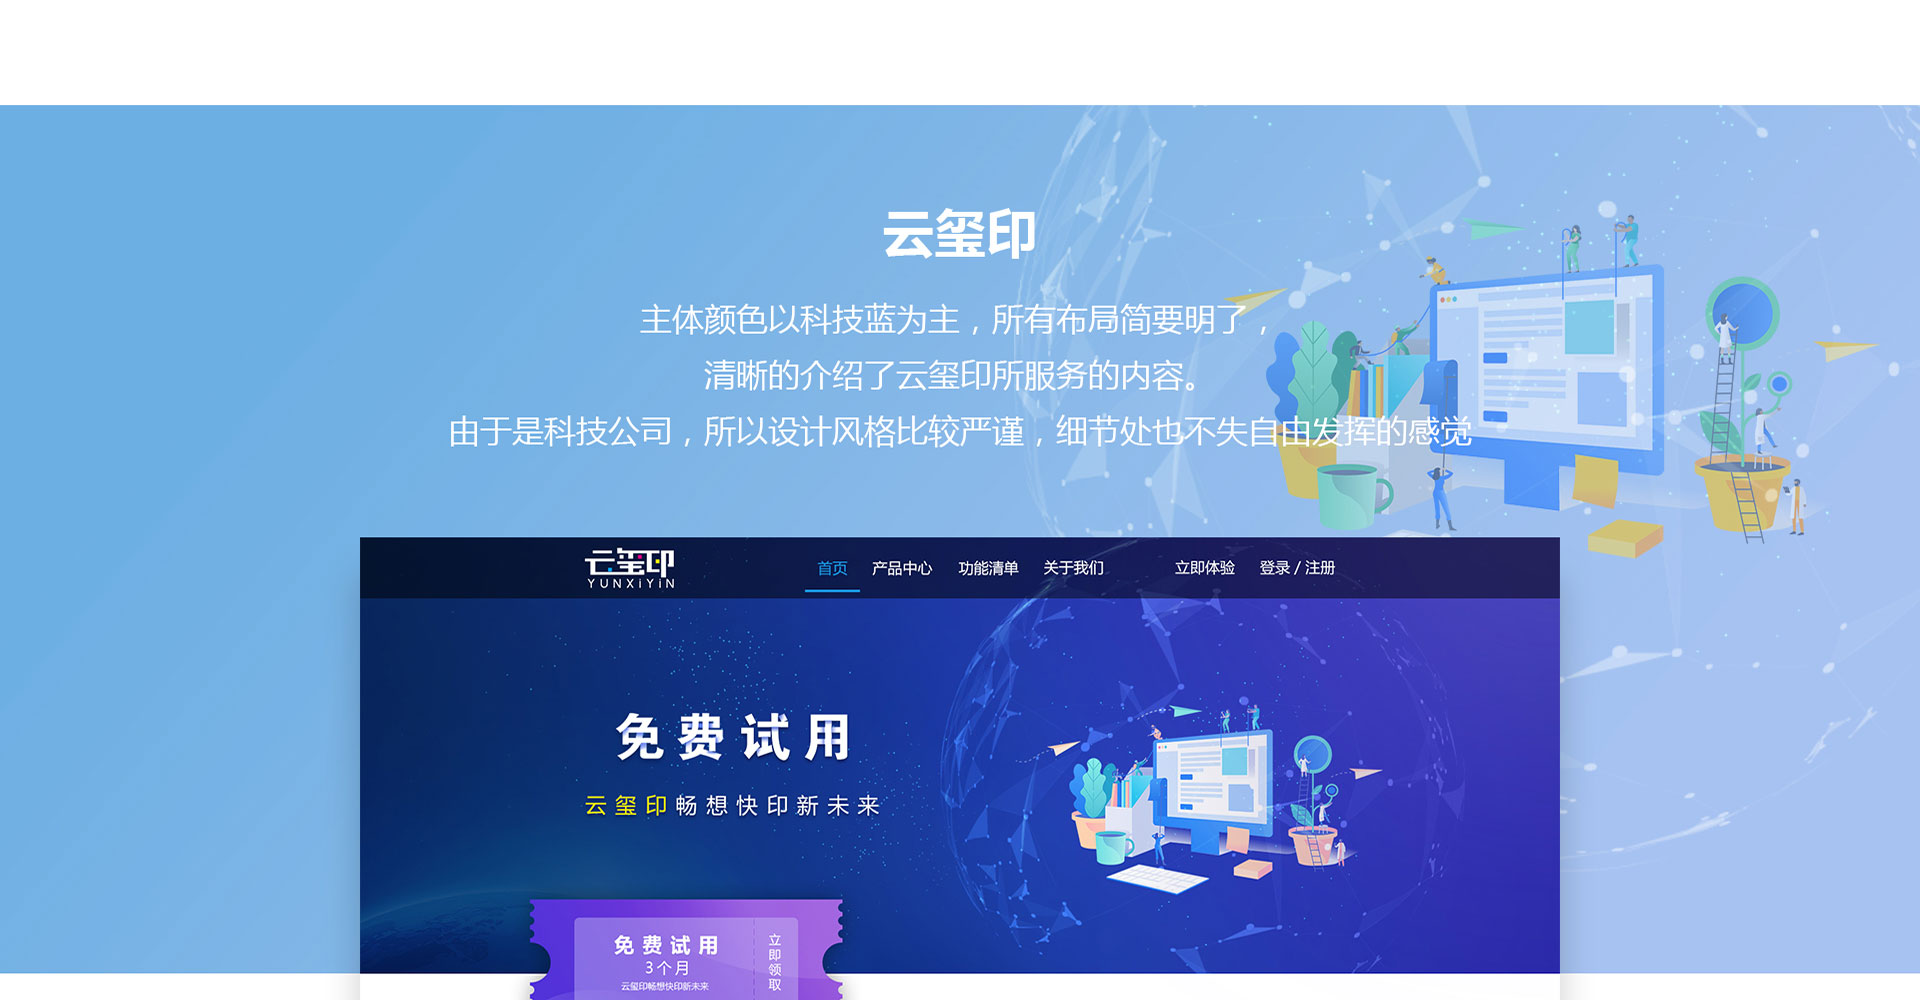 云玺印
主体颜色以科技蓝为主，所有布局简要明了，
清晰的介绍了云玺印所服务的内容。
由于是科技公司，所以设计风格比较严谨，细节处也不失自由发挥的感觉
云玺印
YUNXiYiN
首页 产品中心 功能清单 关于我们 立即体验 登录 / 注册
免费试用
云玺印畅想快印新未来
免费试用
3个月
云玺印畅想快印新未来
立即领取